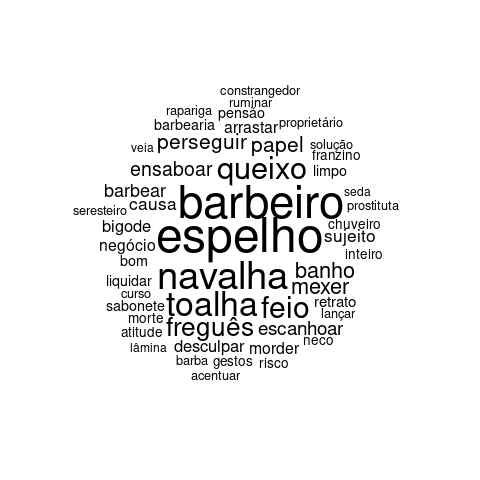 constrangedor
ruminar
rapariga pensão
barbearia arrastar proprietário
veia perseguir papel solução
franzino
ensaboar queixo limpo
barbear barbeiro seda
seresteiro causa prostituta
bigode espelho chuveiro
negócio sujeito
bom inteiro
liquidar navalha banho
curso mexer
sabonete toalha feio retrato
morte lançar
atitude freguês escanhoar
lâmina desculpar morder neco
barba gestos risco
acentuar